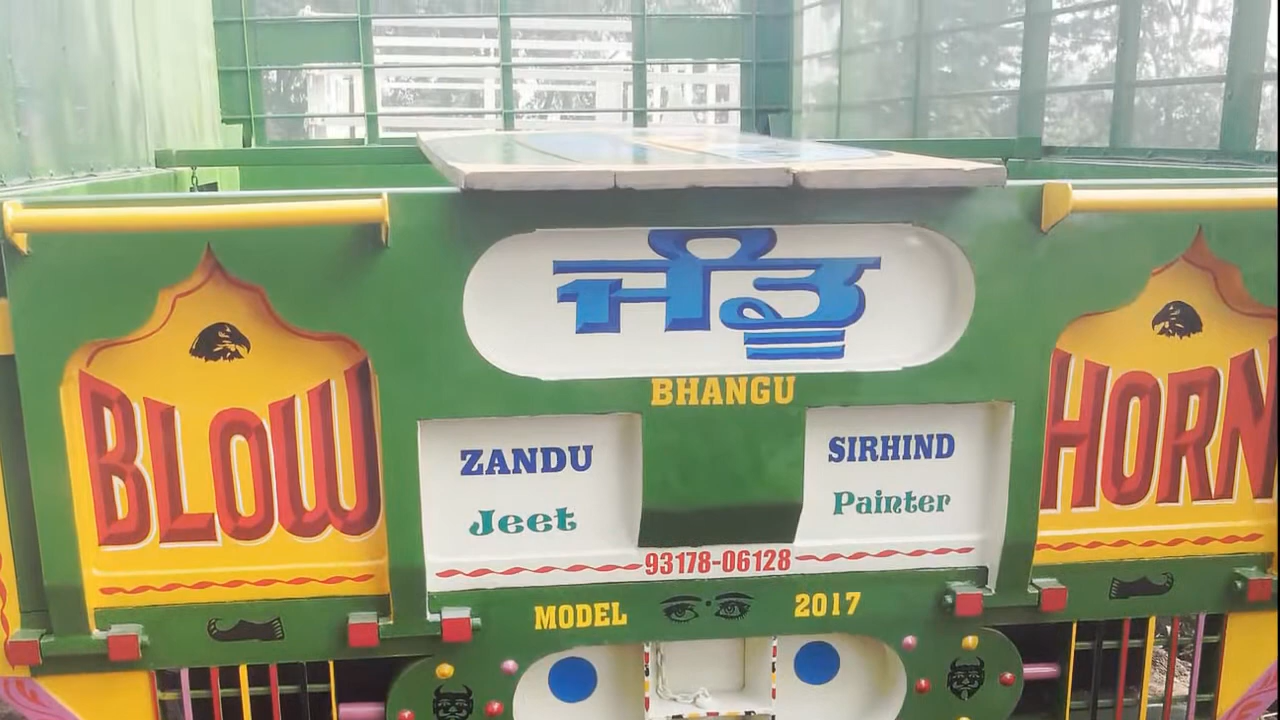 ਜੰਡੂ
BHANGU
BLOW HORN
ZANDU SIRHIND
Jeet Painter
93178-06128
MODEL 2017